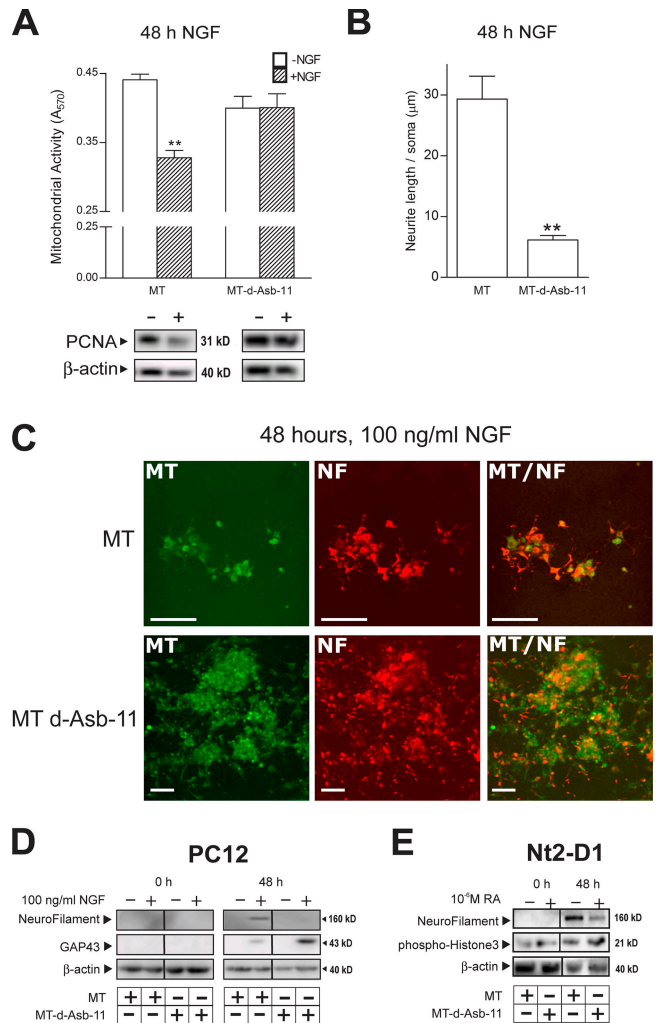 A
48 h NGF
-NGF
+NGF
Mitochondrial Activity (A570)
0.45
0.35
0.25
0.25
0.00
**
MT
MT-d-Asb-11
− + − +
PCNA 31 kD
β-actin 40 kD
B
48 h NGF
Neurite length / soma (μm)
30
20
10
0
**
MT
MT-d-Asb-11
C
48 hours, 100 ng/ml NGF
MT
MT NF MT/NF
MT d-Asb-11
MT NF MT/NF
D
PC12
0 h 48 h
100 ng/ml NGF − + − + − + − +
NeuroFilament 160 kD
GAP43 43 kD
β-actin 40 kD
MT + + − − + + − −
MT-d-Asb-11 − − + + − − + +
E
Nt2-D1
0 h 48 h
10⁻⁶M RA − + − +
NeuroFilament 160 kD
phospho-Histone3 21 kD
β-actin 40 kD
MT + − + −
MT-d-Asb-11 − + − +